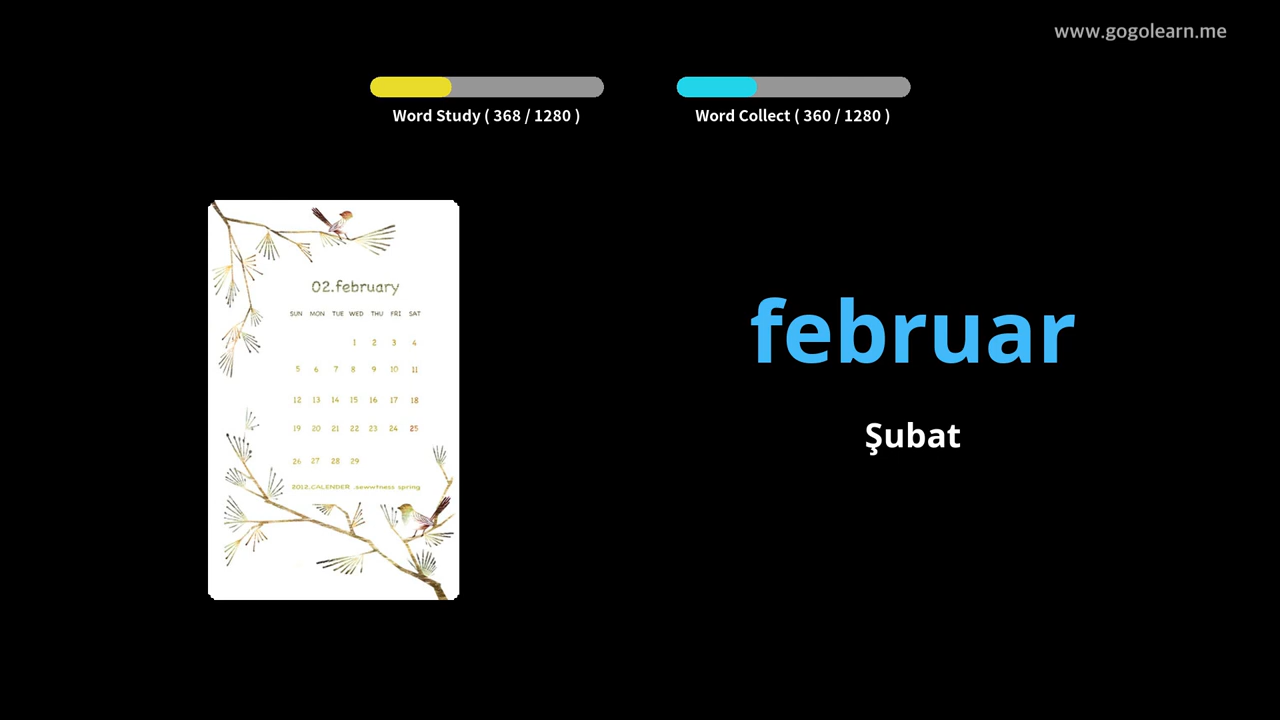 www.gogolearn.me
Word Study ( 368 / 1280 )
Word Collect ( 360 / 1280 )
02.february
SUN MON TUE WED THU FRI SAT
1 2 3 4
5 6 7 8 9 10 11
12 13 14 15 16 17 18
19 20 21 22 23 24 25
26 27 28 29
2012.CALENDER .sewwtness spring
februar
Şubat